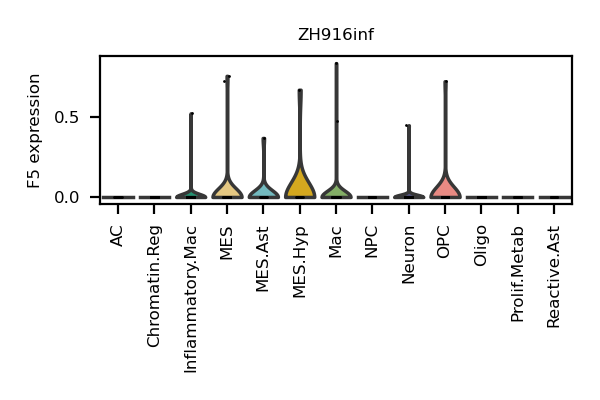 ZH916inf
F5 expression
0.5
0.0
AC
Chromatin.Reg
Inflammatory.Mac
MES
MES.Ast
MES.Hyp
Mac
NPC
Neuron
OPC
Oligo
Prolif.Metab
Reactive.Ast